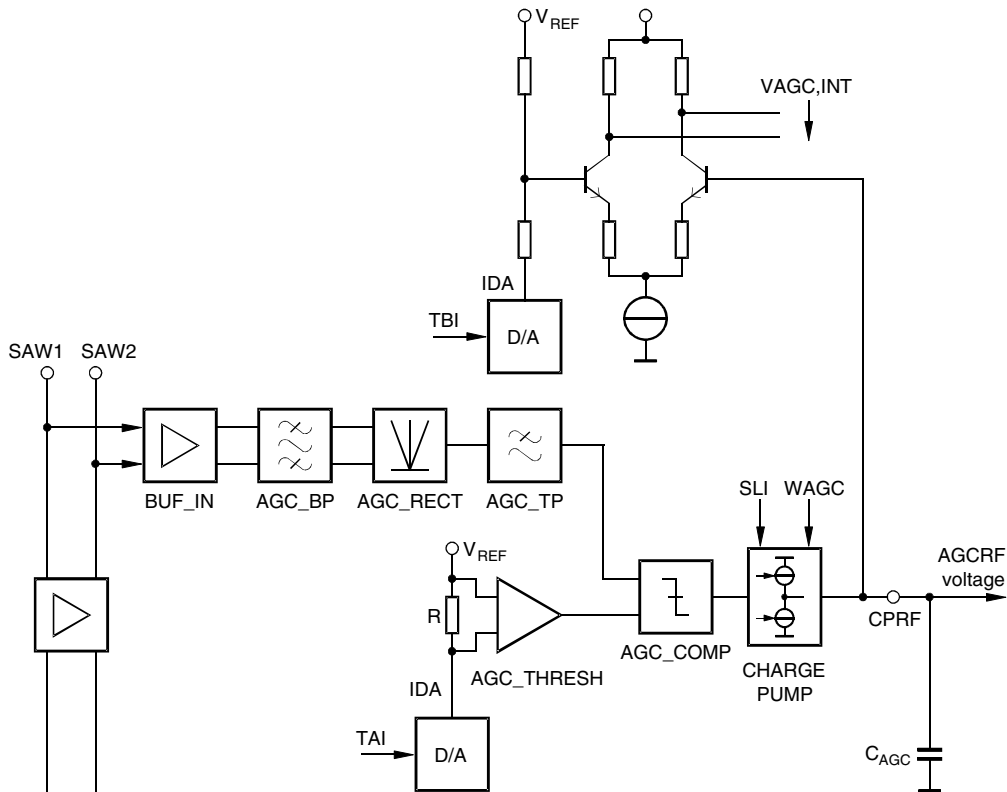 VREF
VAGC,INT
IDA
TBI
D/A
SAW1 SAW2
BUF_IN AGC_BP AGC_RECT AGC_TP
SLI WAGC
VREF
AGCRF
voltage
R
CPRF
AGC_COMP
AGC_THRESH
CHARGE
PUMP
IDA
TAI
D/A
CAGC